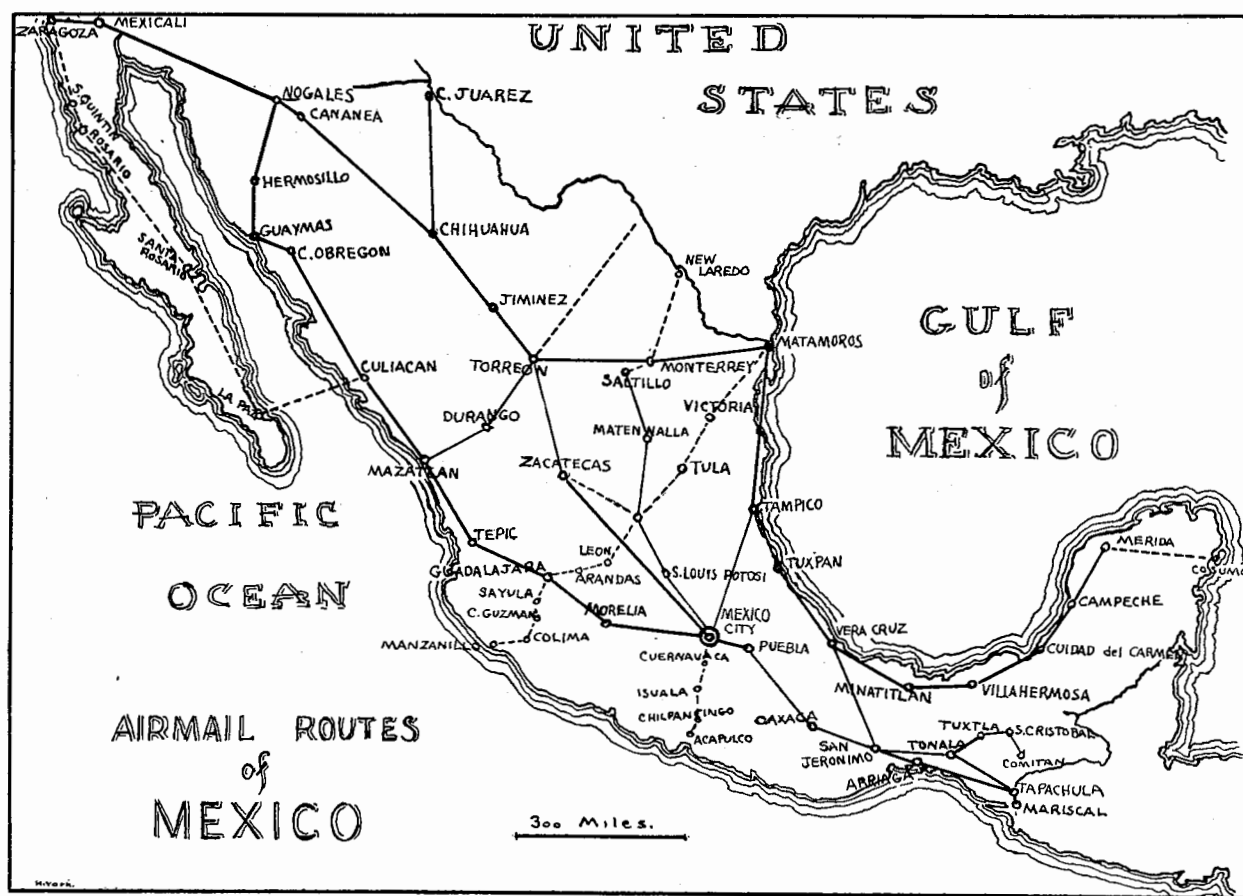 UNITED
STATES
ZARAGOZA
MEXICALI
S. QUINTIN
ROSARIO
NOGALES
CANANEA
C. JUAREZ
HERMOSILLO
GUAYMAS
C. OBREGON
CHIHUAHUA
SANTA
ROSARIO
NEW
LAREDO
JIMINEZ
GULF
of
MEXICO
MATAMOROS
TORREON
MONTERREY
SALTILLO
CULIACAN
LA PAZ
DURANGO
VICTORIA
MATENWALLA
MAZATLAN
ZACATECAS
TULA
TAMPICO
PACIFIC
OCEAN
TEPIC
GUADALAJARA
LEON
ARANDAS
S. LOUIS POTOSI
TUXPAN
MERIDA
COSUMEL
SAYULA
C. GUZMAN
MORELIA
MEXICO
CITY
CAMPECHE
MANZANILLO
COLIMA
PUEBLA
VERA CRUZ
CUIDAD del CARMEN
CUERNAVACA
ISUALA
MINATITLAN
VILLAHERMOSA
CHILPANCINGO
ACAPULCO
OAXACA
TUXTLA
S. CRISTOBAL
SAN
JERONIMO
TONALA
COMITAN
ARRIAGA
TAPACHULA
MARISCAL
AIRMAIL ROUTES
of
MEXICO
300 Miles.